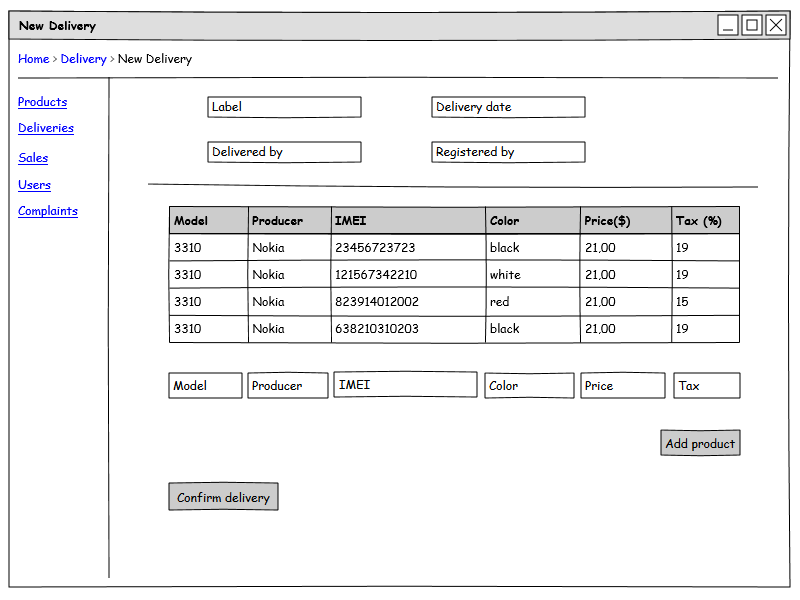 New Delivery
Home > Delivery > New Delivery
Products
Deliveries
Sales
Users
Complaints
Label Delivery date
Delivered by Registered by
Model Producer IMEI Color Price($) Tax (%)
3310 Nokia 23456723723 black 21,00 19
3310 Nokia 121567342210 white 21,00 19
3310 Nokia 823914012002 red 21,00 15
3310 Nokia 638210310203 black 21,00 19
Model Producer IMEI Color Price Tax
Add product
Confirm delivery